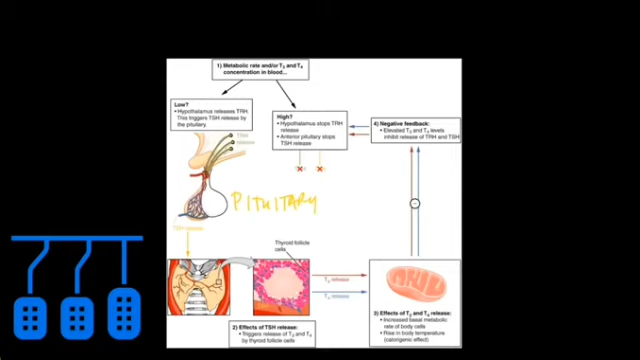 1) Metabolic rate and/or T3 and T4
concentration in blood...
Low?
• Hypothalamus releases TRH.
This triggers TSH release by
the pituitary.
High?
• Hypothalamus stops TRH
release
• Anterior pituitary stops
TSH release
4) Negative feedback:
• Elevated T3 and T4 levels
inhibit release of TRH and TSH
release
PITUITARY
TSH release
Thyroid follicle
cells
T3 release
T4 release
2) Effects of TSH release:
• Triggers release of T3 and T4
by thyroid follicle cells
3) Effects of T3 and T4 release:
• Increased basal metabolic
rate of body cells
• Rise in body temperature
(calorigenic effect)